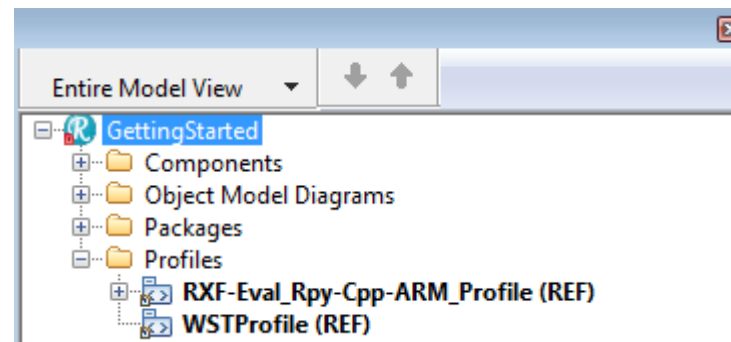 Entire Model View
GettingStarted
Components
Object Model Diagrams
Packages
Profiles
RXF-Eval_Rpy-Cpp-ARM_Profile (REF)
WSTProfile (REF)